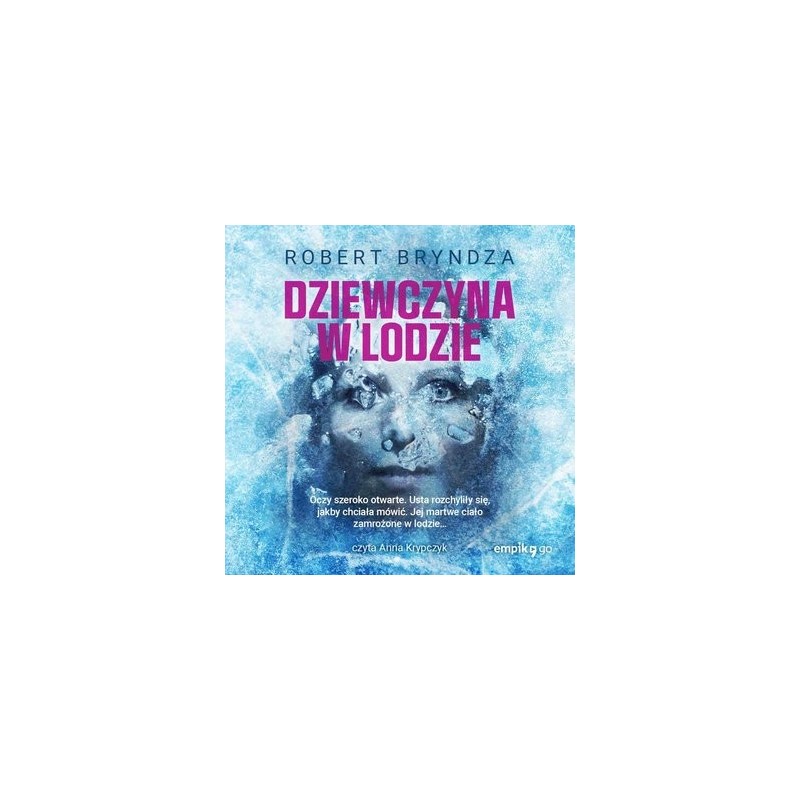 ROBERT BRYNDZA
DZIEWCZYNA
W LODZIE
Oczy szeroko otwarte. Usta rozchyliły się,
jakby chciała mówić. Jej martwe ciało
zamrożone w lodzie...
czyta Anna Krypczyk
empik go